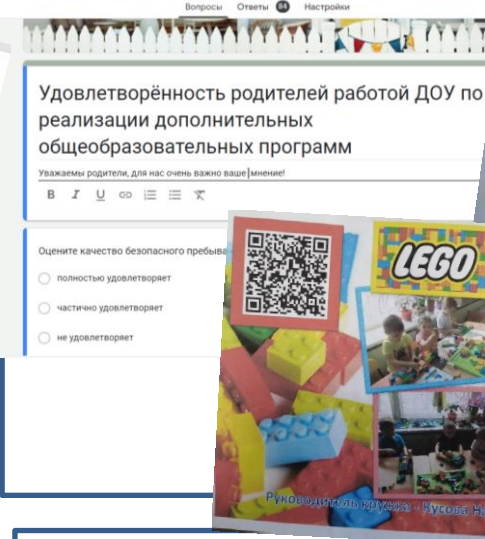 Вопросы Ответы 84 Настройки
Удовлетворённость родителей работой ДОУ по
реализации дополнительных
общеобразовательных программ
Уважаемы родители, для нас очень важно ваше мнение!
B I U
Оцените качество безопасного пребыва
полностью удовлетворяет
частично удовлетворяет
не удовлетворяет
LEGO
Руководитель кружка - Кусова Н